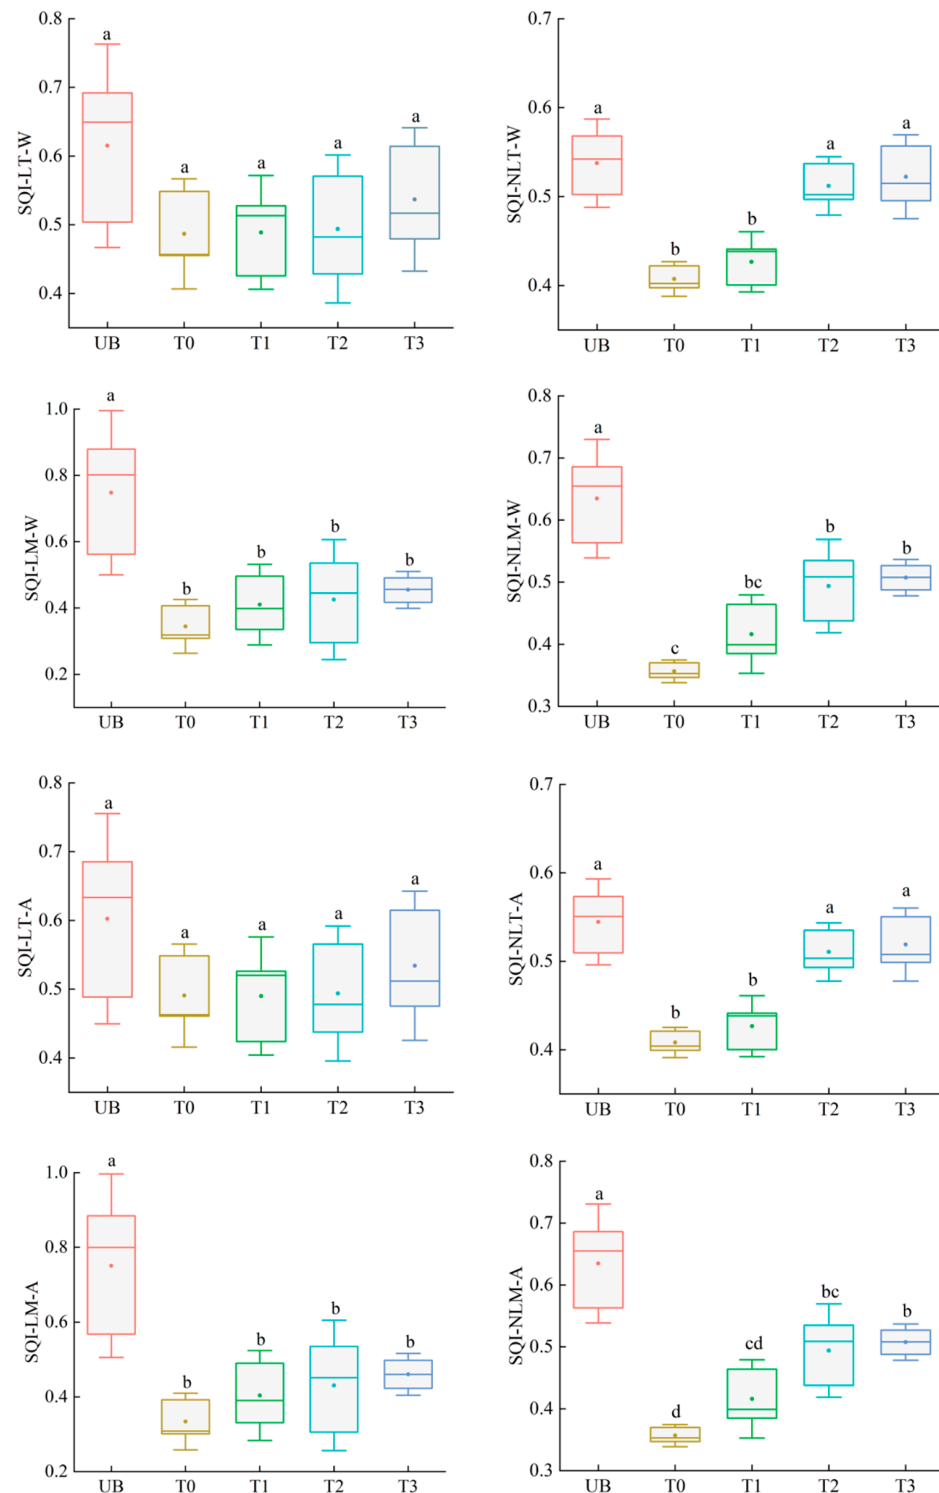 SQI-LT-W
0.8
0.7
0.6
0.5
0.4
a
a
a
a
a
UB T0 T1 T2 T3
SQI-NLT-W
0.7
0.6
0.5
0.4
a
b
b
a
a
UB T0 T1 T2 T3
SQI-LM-W
1.0
0.8
0.6
0.4
0.2
a
b
b
b
b
UB T0 T1 T2 T3
SQI-NLM-W
0.8
0.7
0.6
0.5
0.4
0.3
a
c
bc
b
b
UB T0 T1 T2 T3
SQI-LT-A
0.8
0.7
0.6
0.5
0.4
a
a
a
a
a
UB T0 T1 T2 T3
SQI-NLT-A
0.7
0.6
0.5
0.4
a
b
b
a
a
UB T0 T1 T2 T3
SQI-LM-A
1.0
0.8
0.6
0.4
0.2
a
b
b
b
b
UB T0 T1 T2 T3
SQI-NLM-A
0.8
0.7
0.6
0.5
0.4
0.3
a
d
cd
bc
b
UB T0 T1 T2 T3